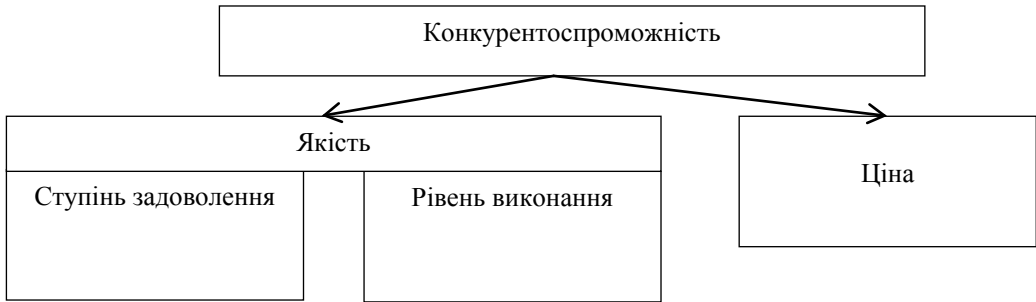 Конкурентоспроможність
Якість
Ціна
Ступінь задоволення
Рівень виконання